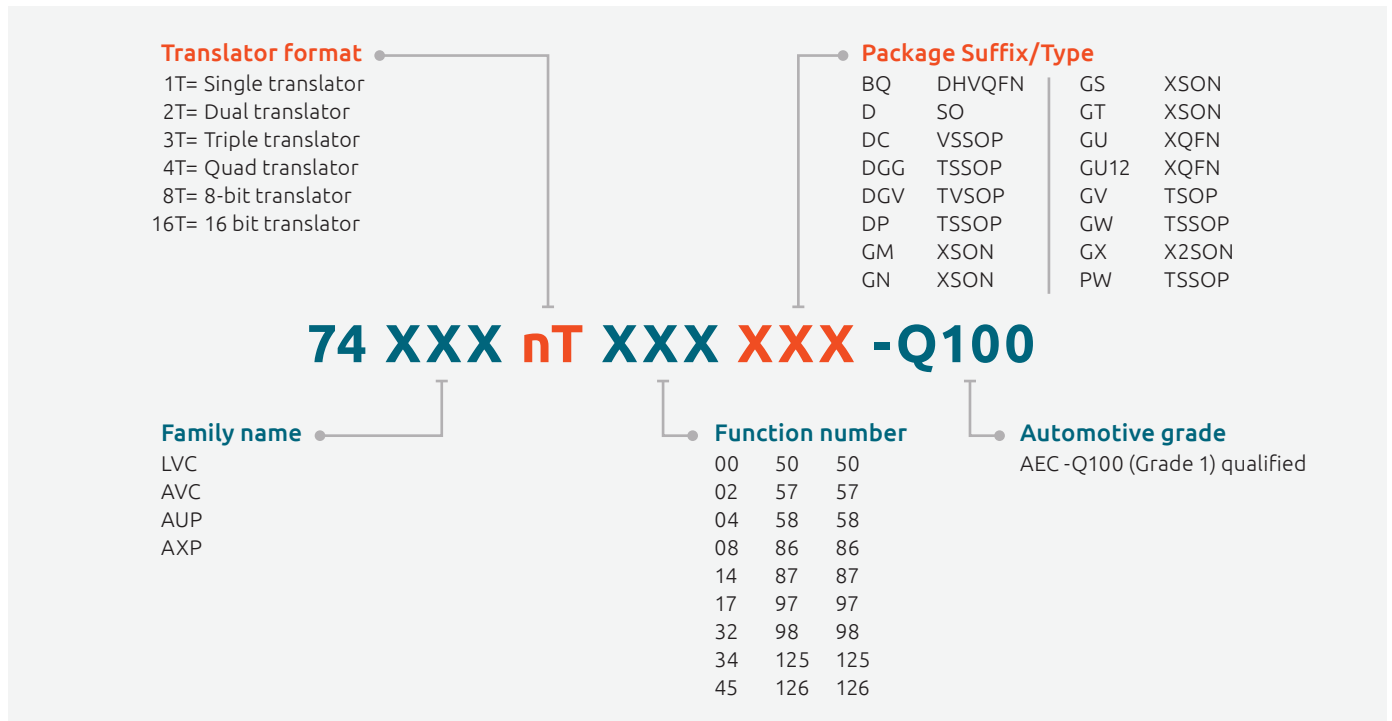 Translator format
1T= Single translator
2T= Dual translator
3T= Triple translator
4T= Quad translator
8T= 8-bit translator
16T= 16 bit translator
Package Suffix/Type
BQ DHVQFN GS XSON
D SO GT XSON
DC VSSOP GU XQFN
DGG TSSOP GU12 XQFN
DGV TVSOP GV TSOP
DP TSSOP GW TSSOP
GM XSON GX X2SON
GN XSON PW TSSOP
74 XXX nT XXX XXX -Q100
Family name
LVC
AVC
AUP
AXP
Function number
00 50 50
02 57 57
04 58 58
08 86 86
14 87 87
17 97 97
32 98 98
34 125 125
45 126 126
Automotive grade
AEC -Q100 (Grade 1) qualified